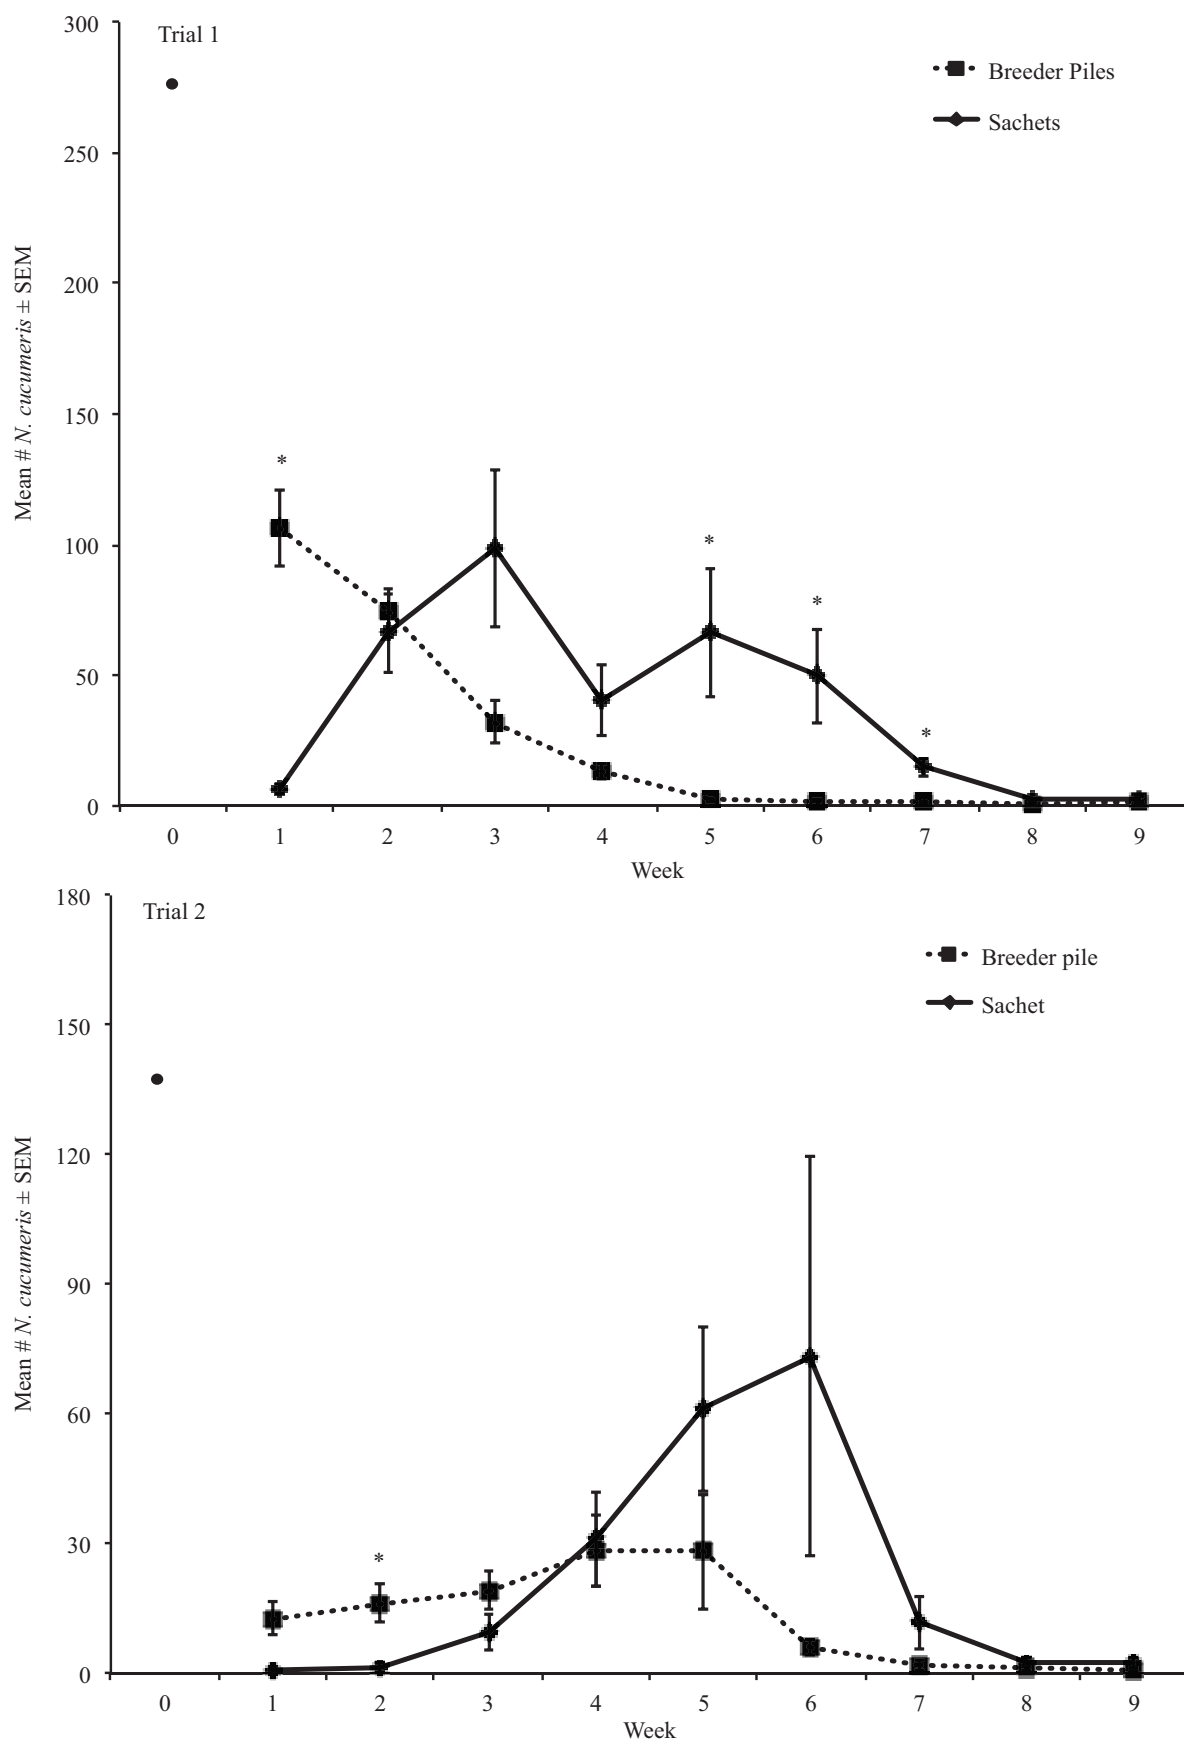 Trial 1
Breeder Piles
Sachets
Mean # N. cucumeris ± SEM
300
250
200
150
100
50
0
*
*
*
*
0 1 2 3 4 5 6 7 8 9
Week
Trial 2
Breeder pile
Sachet
Mean # N. cucumeris ± SEM
180
150
120
90
60
30
0
*
0 1 2 3 4 5 6 7 8 9
Week